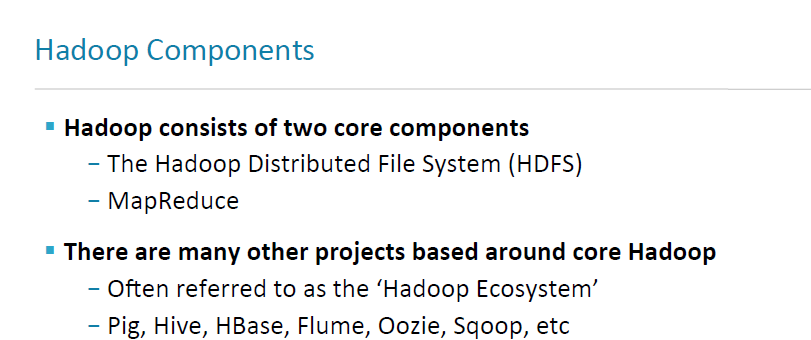 Hadoop Components
▪ Hadoop consists of two core components
– The Hadoop Distributed File System (HDFS)
– MapReduce
▪ There are many other projects based around core Hadoop
– Often referred to as the ‘Hadoop Ecosystem’
– Pig, Hive, HBase, Flume, Oozie, Sqoop, etc